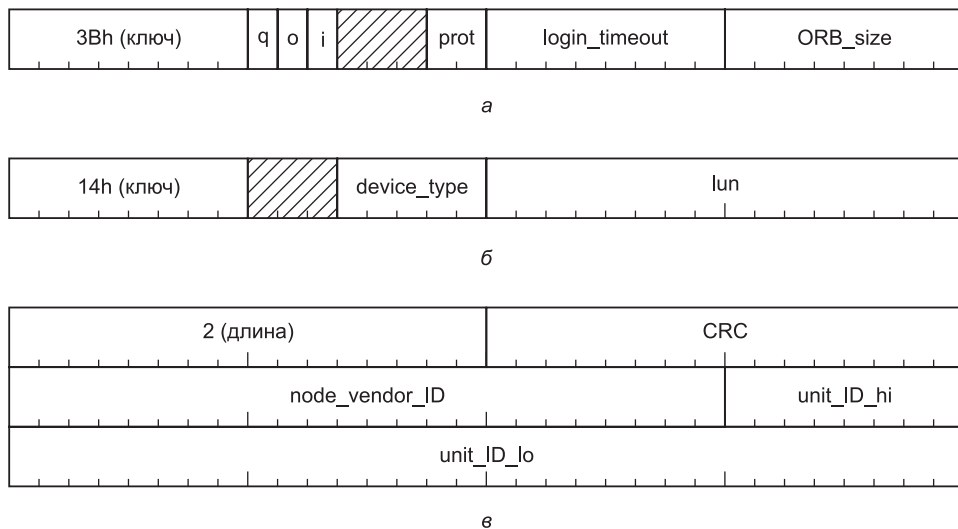 3Bh (ключ) q o i prot login_timeout ORB_size
а
14h (ключ) device_type lun
б
2 (длина) CRC
node_vendor_ID unit_ID_hi
unit_ID_lo
в